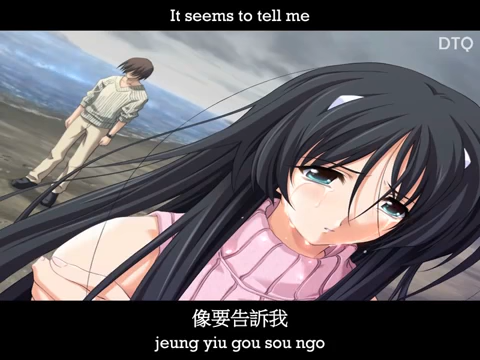 It seems to tell me
DTQ
像要告訴我
jeung yiu gou sou ngo